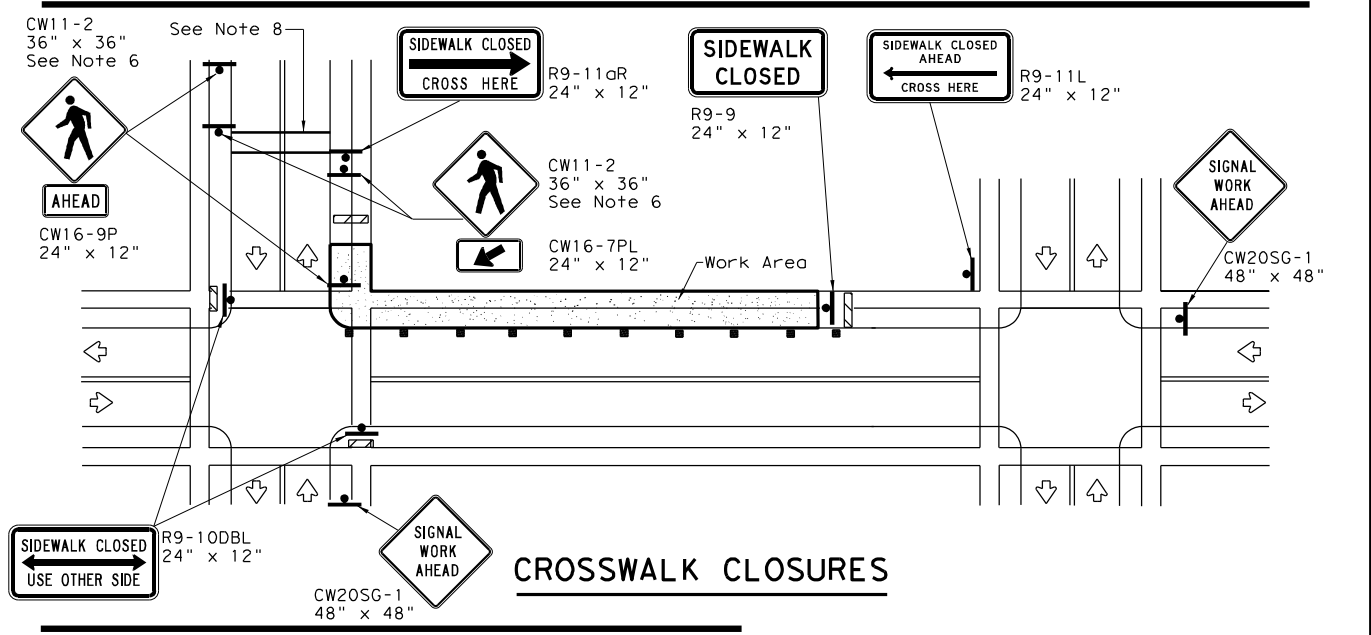 CW11-2
36" x 36"
See Note 6
See Note 8
SIDEWALK CLOSED
CROSS HERE
R9-11aR
24" x 12"
SIDEWALK
CLOSED
R9-9
24" x 12"
SIDEWALK CLOSED
AHEAD
CROSS HERE
R9-11L
24" x 12"
AHEAD
CW16-9P
24" x 12"
CW11-2
36" x 36"
See Note 6
CW16-7PL
24" x 12"
Work Area
SIGNAL
WORK
AHEAD
CW20SG-1
48" x 48"
SIDEWALK CLOSED
USE OTHER SIDE
R9-10DBL
24" x 12"
SIGNAL
WORK
AHEAD
CW20SG-1
48" x 48"
CROSSWALK CLOSURES